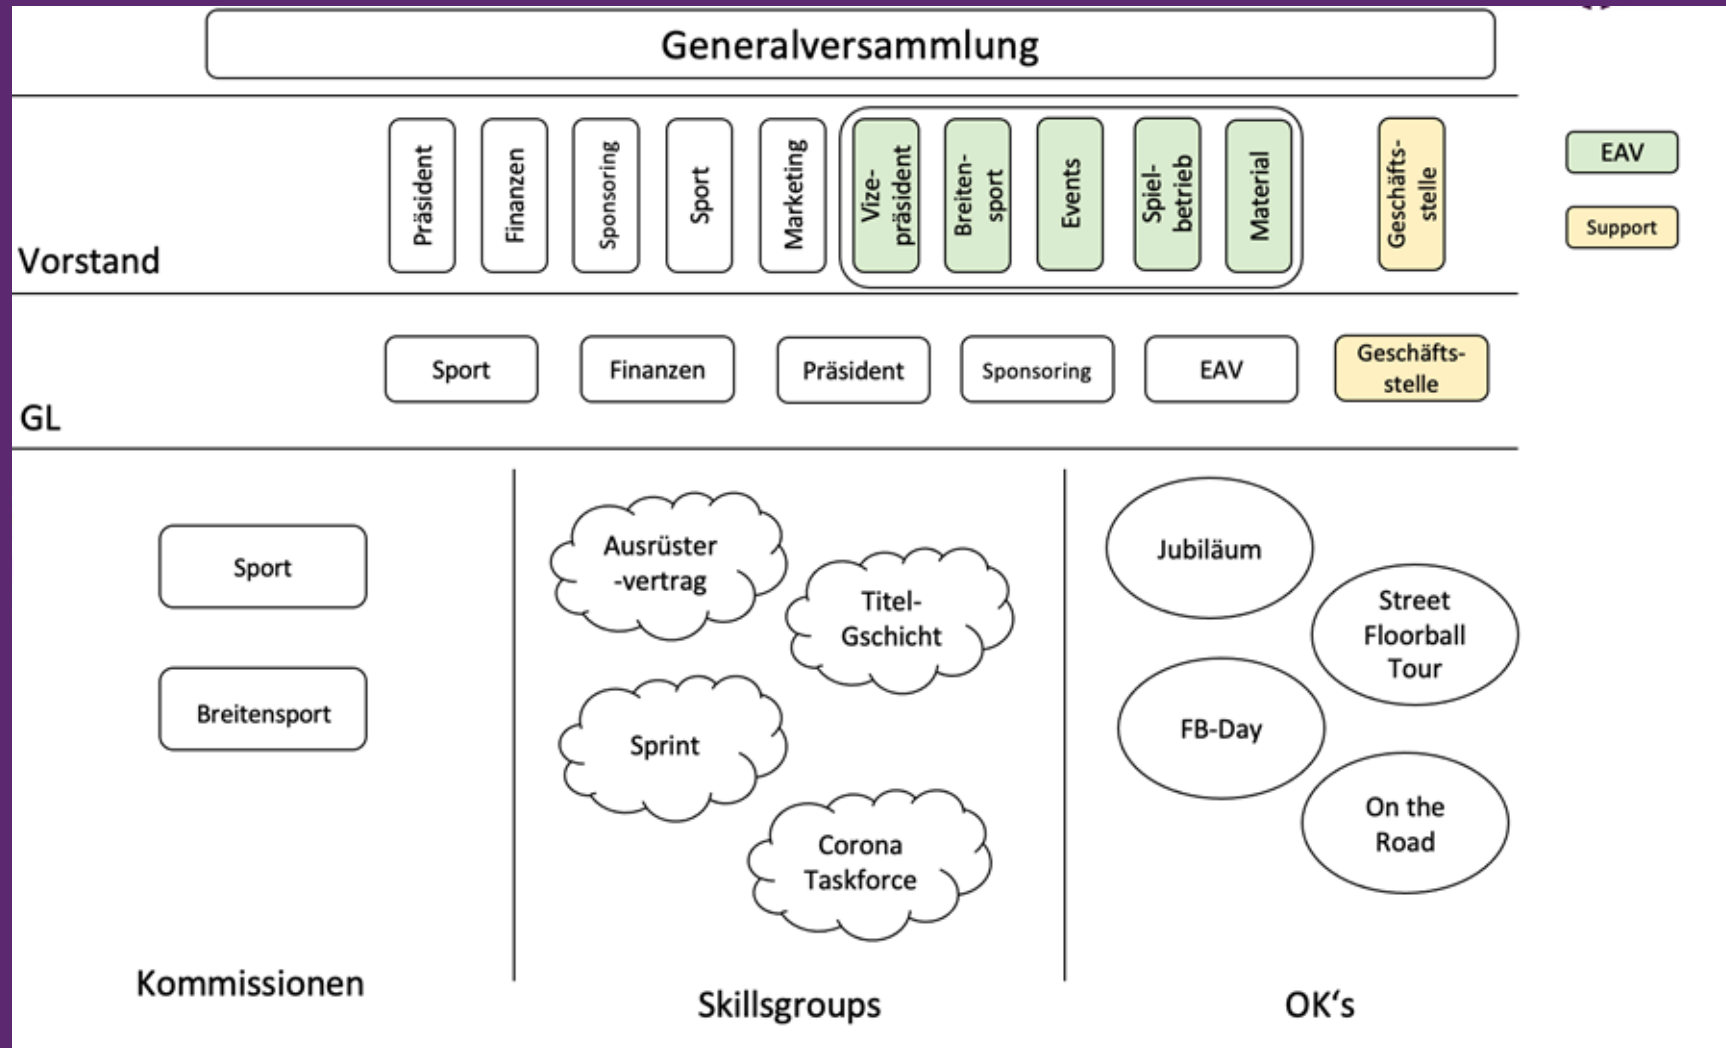 Generalversammlung
Präsident
Finanzen
Sponsoring
Sport
Marketing
Vize-
präsident
Breiten-
sport
Events
Spiel-
betrieb
Material
Geschäfts-
stelle
EAV
Support
Vorstand
Sport
Finanzen
Präsident
Sponsoring
EAV
Geschäfts-
stelle
GL
Sport
Breitensport
Kommissionen
Ausrüster
-vertrag
Titel-
Gschicht
Sprint
Corona
Taskforce
Skillsgroups
Jubiläum
Street
Floorball
Tour
FB-Day
On the
Road
OK‘s